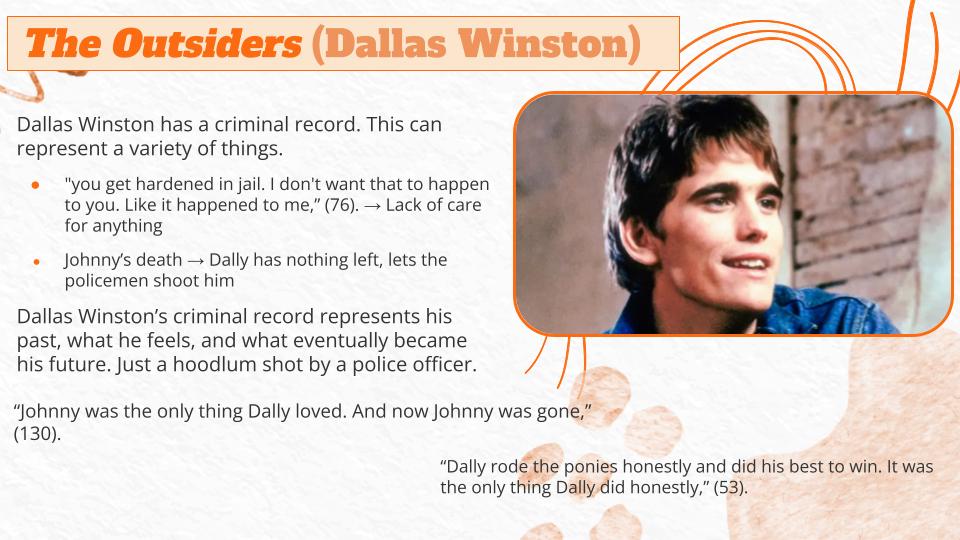 The Outsiders (Dallas Winston)
Dallas Winston has a criminal record. This can
represent a variety of things.
● "you get hardened in jail. I don't want that to happen
to you. Like it happened to me,” (76). → Lack of care
for anything
● Johnny’s death → Dally has nothing left, lets the
policemen shoot him
Dallas Winston’s criminal record represents his
past, what he feels, and what eventually became
his future. Just a hoodlum shot by a police officer.
“Johnny was the only thing Dally loved. And now Johnny was gone,”
(130).
“Dally rode the ponies honestly and did his best to win. It was
the only thing Dally did honestly,” (53).